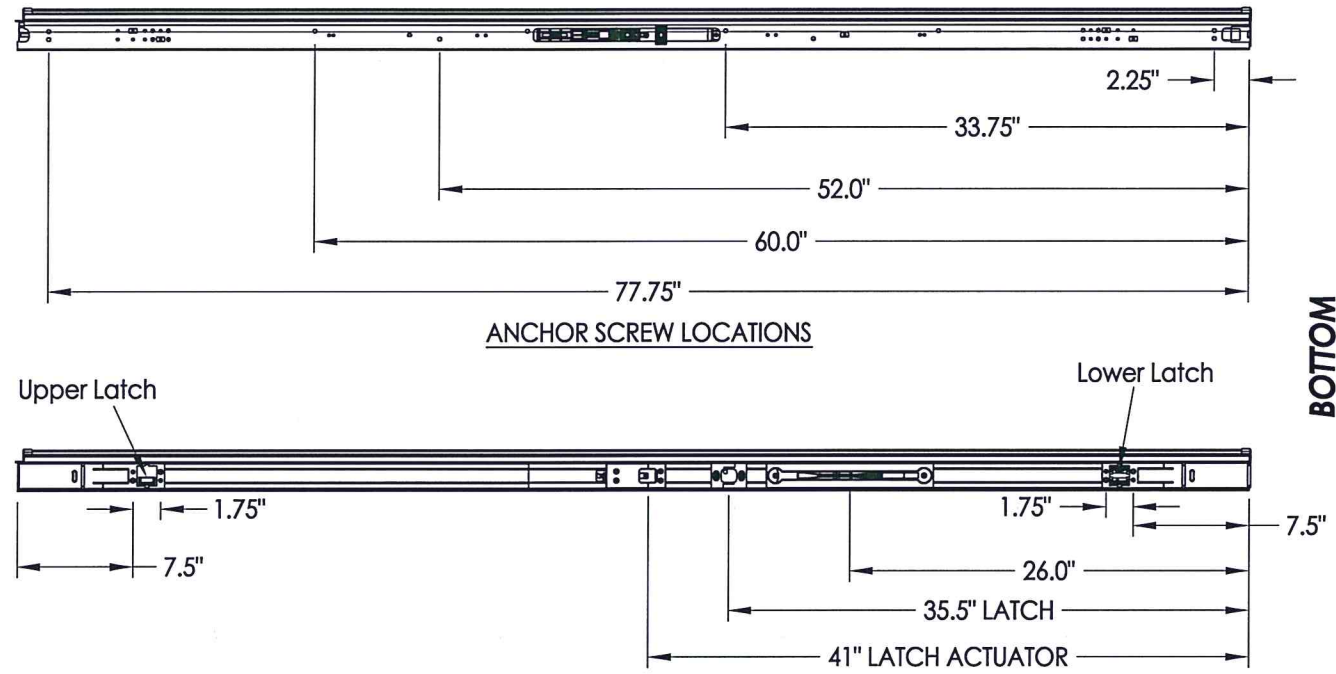 2.25"
33.75"
52.0"
60.0"
77.75"
ANCHOR SCREW LOCATIONS
BOTTOM
Upper Latch
Lower Latch
1.75"
1.75"
7.5"
7.5"
26.0"
35.5" LATCH
41" LATCH ACTUATOR